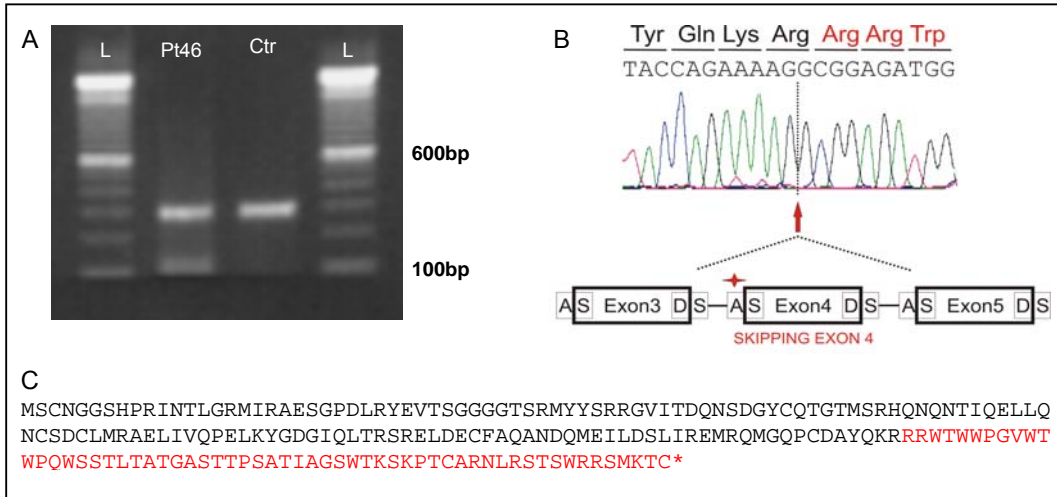 A
L
Pt46
Ctr
L
600bp
100bp
B
Tyr Gln Lys Arg Arg Arg Trp
TACCAGAAAAGGCGGAGATGG
A S Exon3 D S A S Exon4 D S A S Exon5 D S
SKIPPING EXON 4
C
MSCNGGSHPRINTLGRMIRAESGPDLRYEVTSGGGGTSRMYYSRRGVITDQNSDGYCQTGTMSRHQNQNTIQELLQ
NCSDCLMRAELIVQPELKYGDGIQLTRSRELDECFAQANDQMEILDSLIREMRQMGQPCDAYQKRRRWTWWPGVWT
WPQWSSTLTATGASTTPSATIAGSWTKSKPTCARNLRSTSWRRSMKTC*